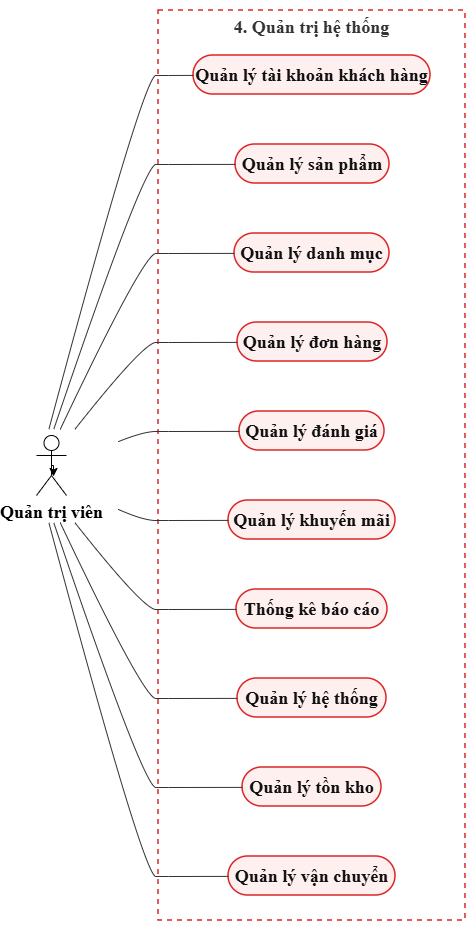 4. Quản trị hệ thống
Quản lý tài khoản khách hàng
Quản lý sản phẩm
Quản lý danh mục
Quản lý đơn hàng
Quản lý đánh giá
Quản trị viên
Quản lý khuyến mãi
Thống kê báo cáo
Quản lý hệ thống
Quản lý tồn kho
Quản lý vận chuyển